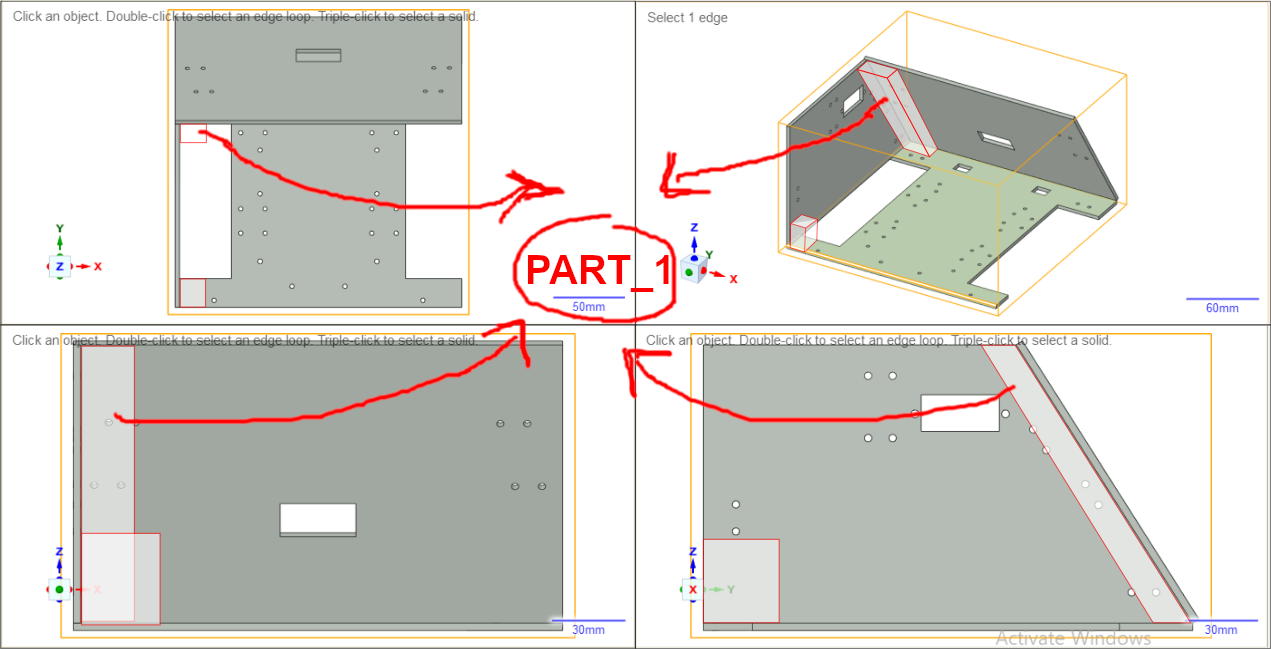 Click an object. Double-click to select an edge loop. Triple-click to select a solid.
Select 1 edge
Y
Z
X
50mm
PART_1
Z
Y
X
60mm
Click an object. Double-click to select an edge loop. Triple-click to select a solid.
Click an object. Double-click to select an edge loop. Triple-click to select a solid.
Z
X
30mm
Z
X
Y
30mm
Activate Windows